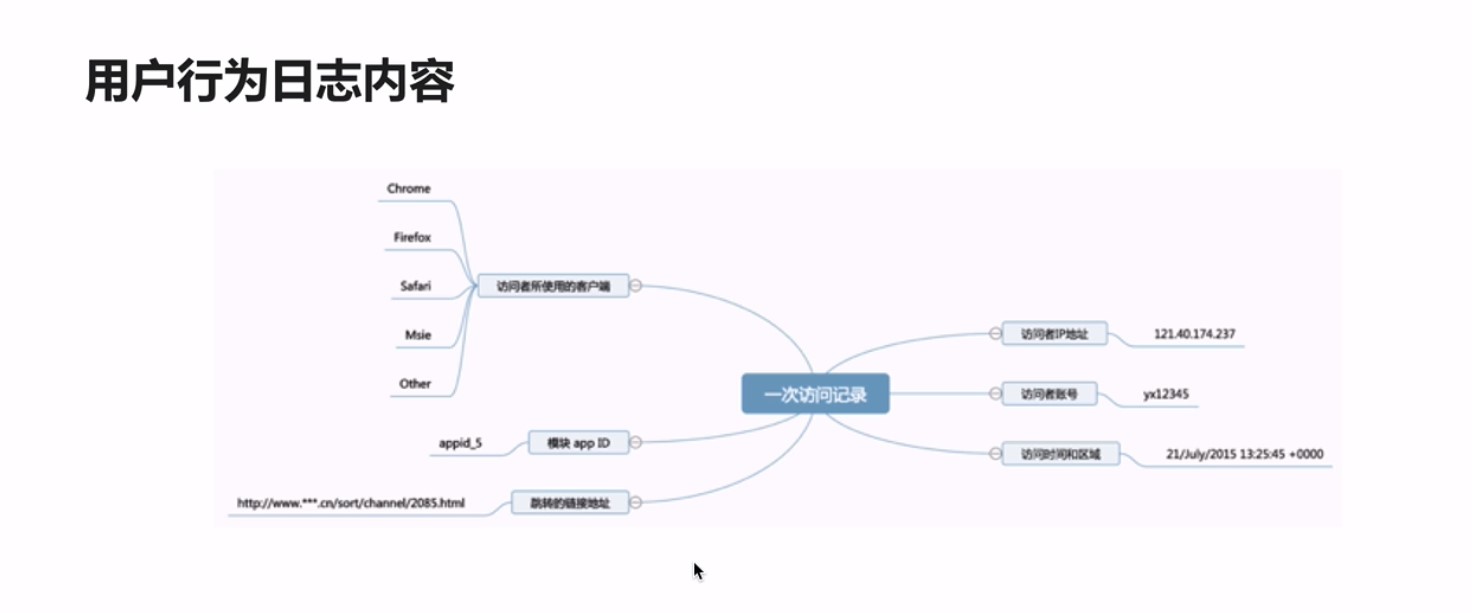 用户行为日志内容
Chrome
Firefox
Safari
Msie
Other
访问者所使用的客户端
模块 app ID
appid_5
跳转的链接地址
http://www.***.cn/sort/channel/2085.html
一次访问记录
访问者IP地址
121.40.174.237
访问者账号
yx12345
访问时间和区域
21/July/2015 13:25:45 +0000